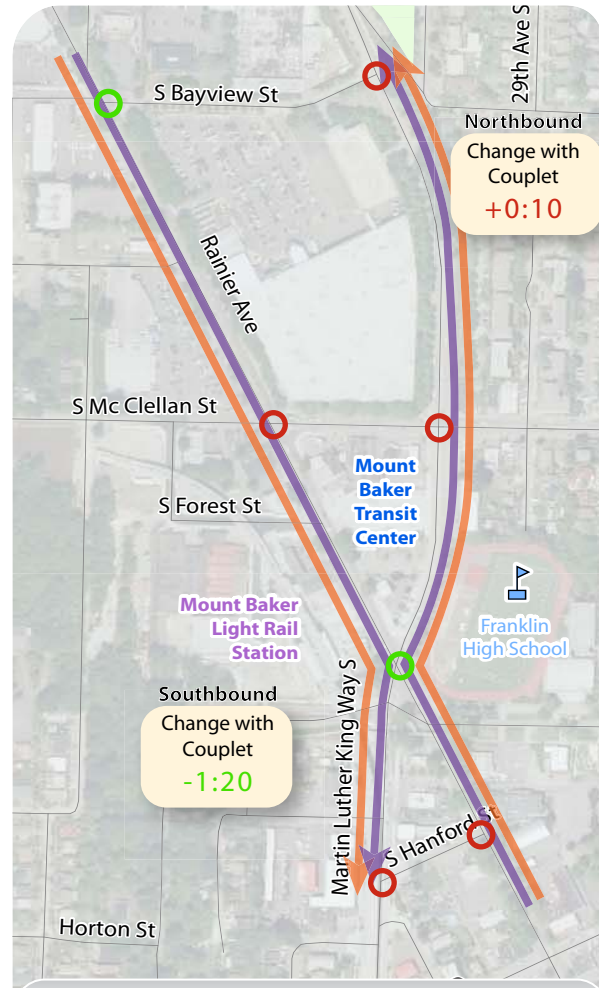 S Bayview St
29th Ave S
Northbound
Change with
Couplet
+0:10
Rainier Ave
S Mc Clellan St
Mount
Baker
Transit
Center
S Forest St
Mount Baker
Light Rail
Station
Franklin
High School
Southbound
Change with
Couplet
-1:20
Martin Luther King Way S
S Hanford St
Horton St